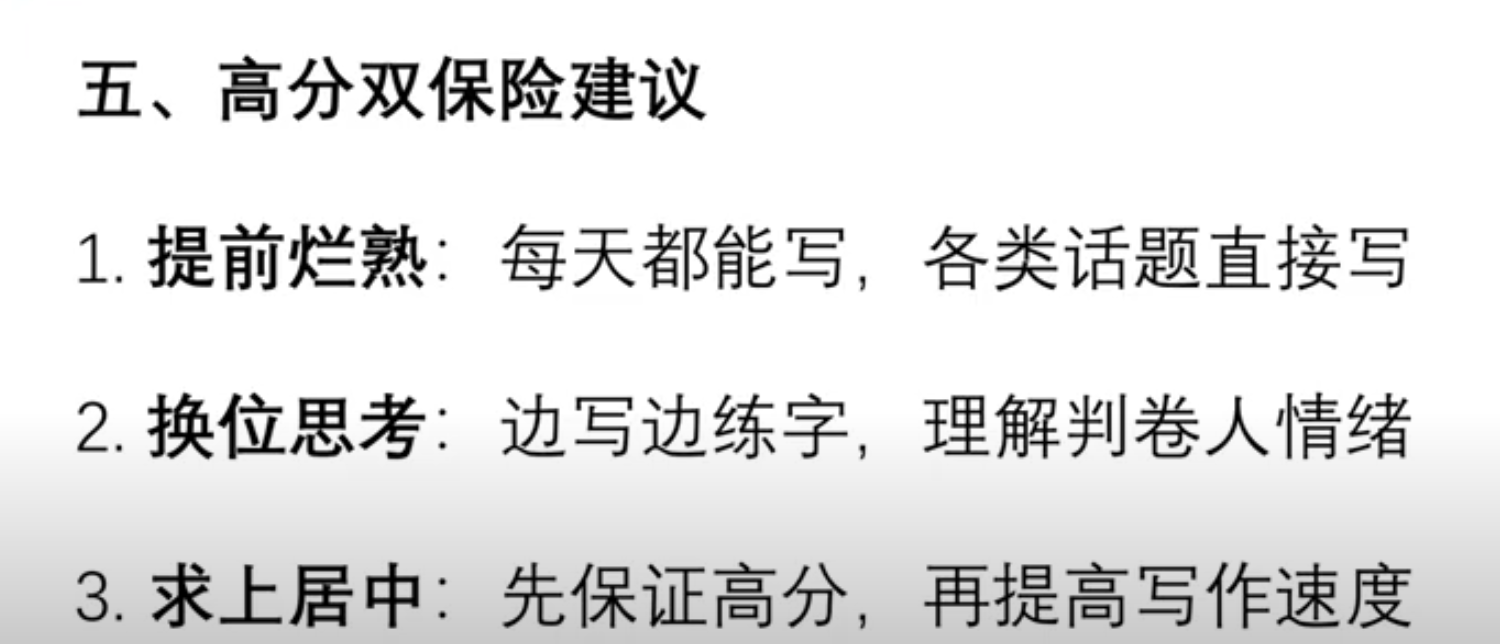 五、高分双保险建议
1. 提前烂熟：每天都能写，各类话题直接写
2. 换位思考：边写边练字，理解判卷人情绪
3. 求上居中：先保证高分，再提高写作速度